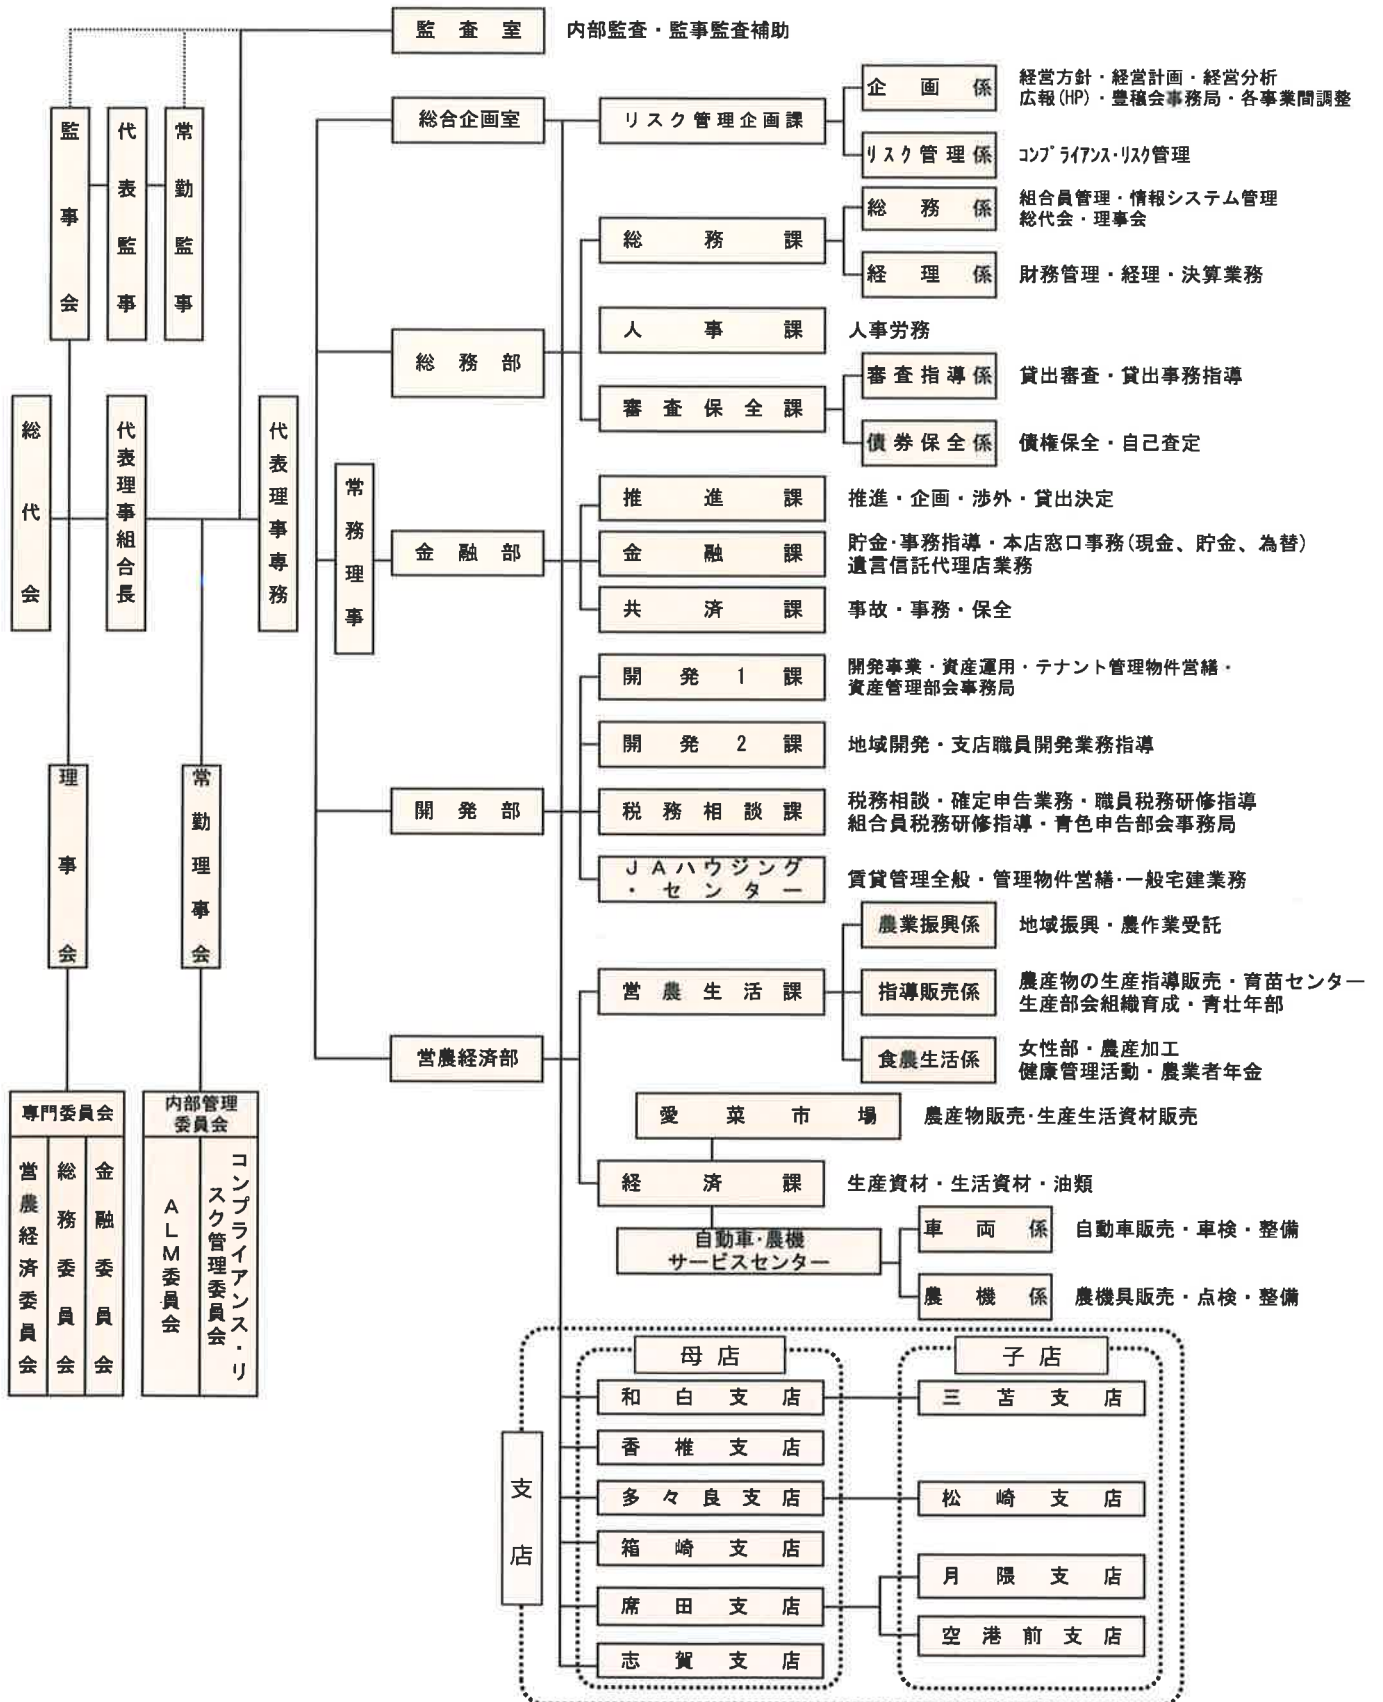 監査室
内部監査・監事監査補助
監事会
代表監事
常勤監事
総代会
代表理事組合長
代表理事専務
常務理事
理事会
常勤理事会
専門委員会
営農経済委員会
総務委員会
金融委員会
内部管理
委員会
ALM委員会
コンプライアンス・リ
スク管理委員会
総合企画室
リスク管理企画課
企画係
経営方針・経営計画・経営分析
広報(HP)・豊穣会事務局・各事業間調整
リスク管理係
コンプライアンス・リスク管理
総務部
総務課
総務係
組合員管理・情報システム管理
総代会・理事会
経理係
財務管理・経理・決算業務
人事課
人事労務
審査保全課
審査指導係
貸出審査・貸出事務指導
債券保全係
債権保全・自己査定
金融部
推進課
推進・企画・渉外・貸出決定
金融課
貯金・事務指導・本店窓口事務(現金、貯金、為替)
遺言信託代理店業務
共済課
事故・事務・保全
開発部
開発1課
開発事業・資産運用・テナント管理物件営繕・
資産管理部会事務局
開発2課
地域開発・支店職員開発業務指導
税務相談課
税務相談・確定申告業務・職員税務研修指導
組合員税務研修指導・青色申告部会事務局
JAハウジング
・センター
賃貸管理全般・管理物件営繕・一般宅建業務
営農経済部
営農生活課
農業振興係
地域振興・農作業受託
指導販売係
農産物の生産指導販売・育苗センター
生産部会組織育成・青壮年部
食農生活係
女性部・農産加工
健康管理活動・農業者年金
愛菜市場
農産物販売・生産生活資材販売
経済課
生産資材・生活資材・油類
自動車・農機
サービスセンター
車両係
自動車販売・車検・整備
農機係
農機具販売・点検・整備
支店
母店
子店
和白支店
三苫支店
香椎支店
多々良支店
松崎支店
箱崎支店
席田支店
月隈支店
空港前支店
志賀支店